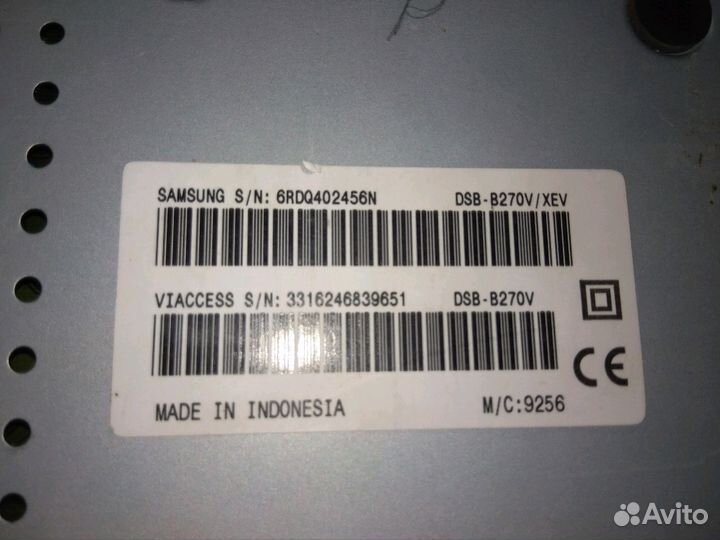 SAMSUNG S/N: 6RDQ402456N DSB-B270V/XEV
VIACCESS S/N: 3316246839651 DSB-B270V
CE
MADE IN INDONESIA M/C:9256
Avito